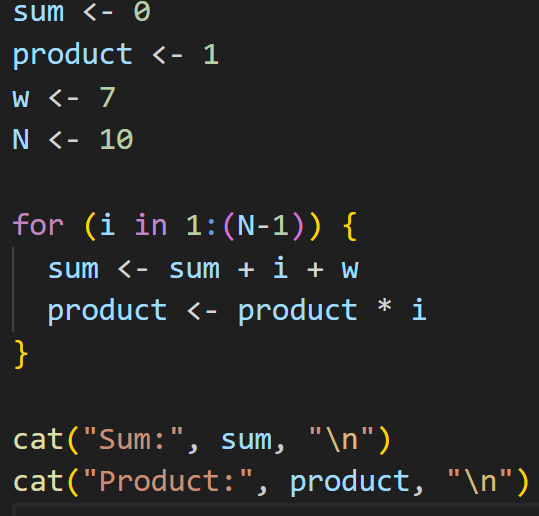 sum <- 0
product <- 1
w <- 7
N <- 10
for (i in 1:(N-1)) {
  sum <- sum + i + w
  product <- product * i
}
cat("Sum:", sum, "\n")
cat("Product:", product, "\n")